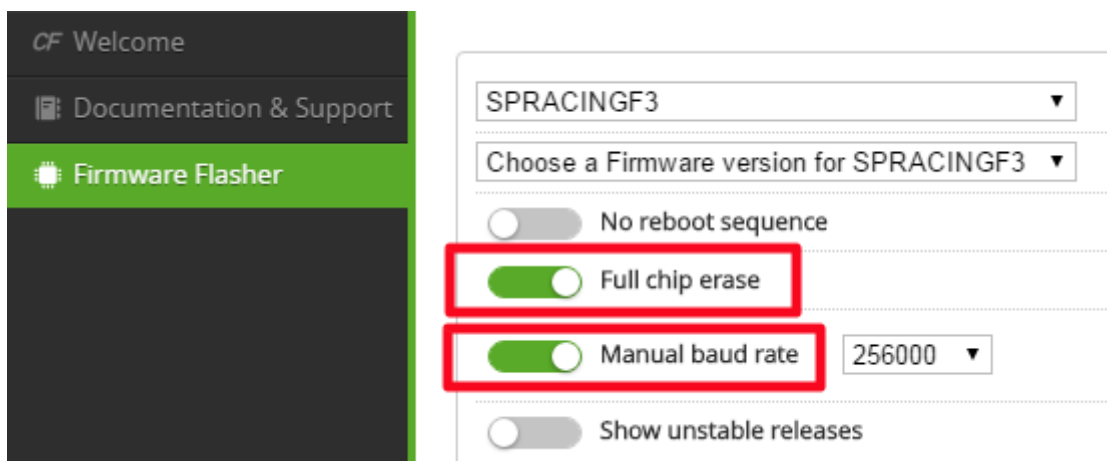 CF Welcome
Documentation & Support
Firmware Flasher
SPRACINGF3
Choose a Firmware version for SPRACINGF3
No reboot sequence
Full chip erase
Manual baud rate 256000
Show unstable releases